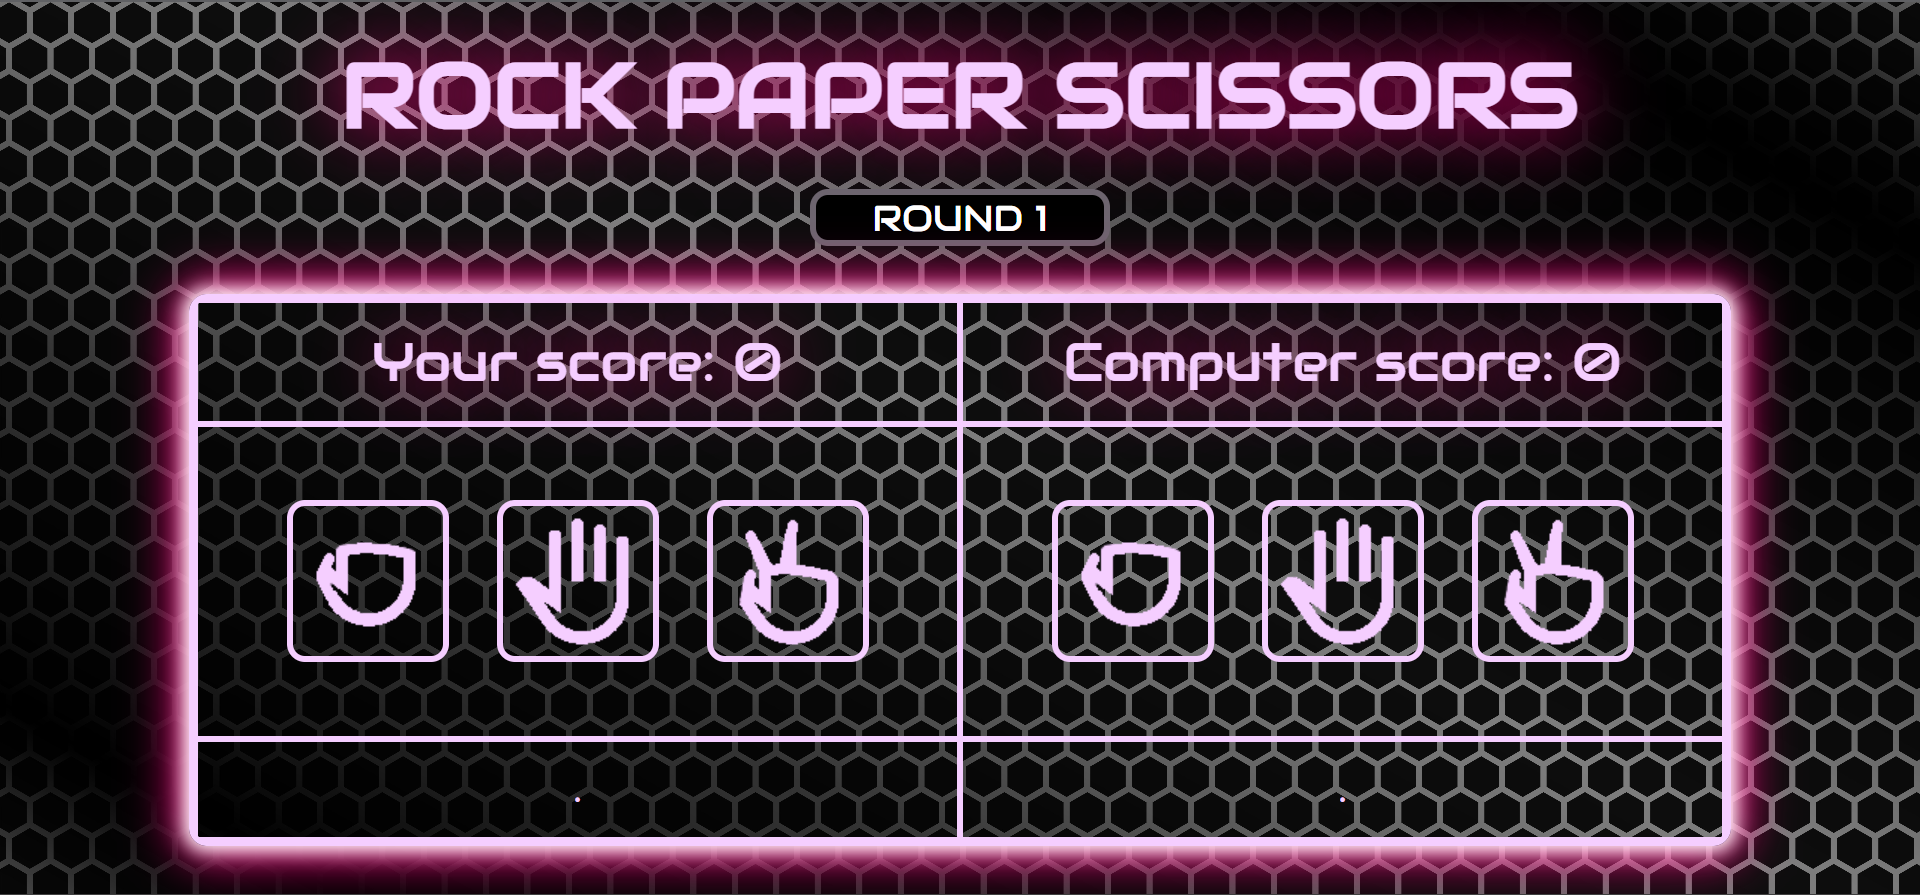 ROCK PAPER SCISSORS
ROUND 1
Your score: 0
Computer score: 0
.
.